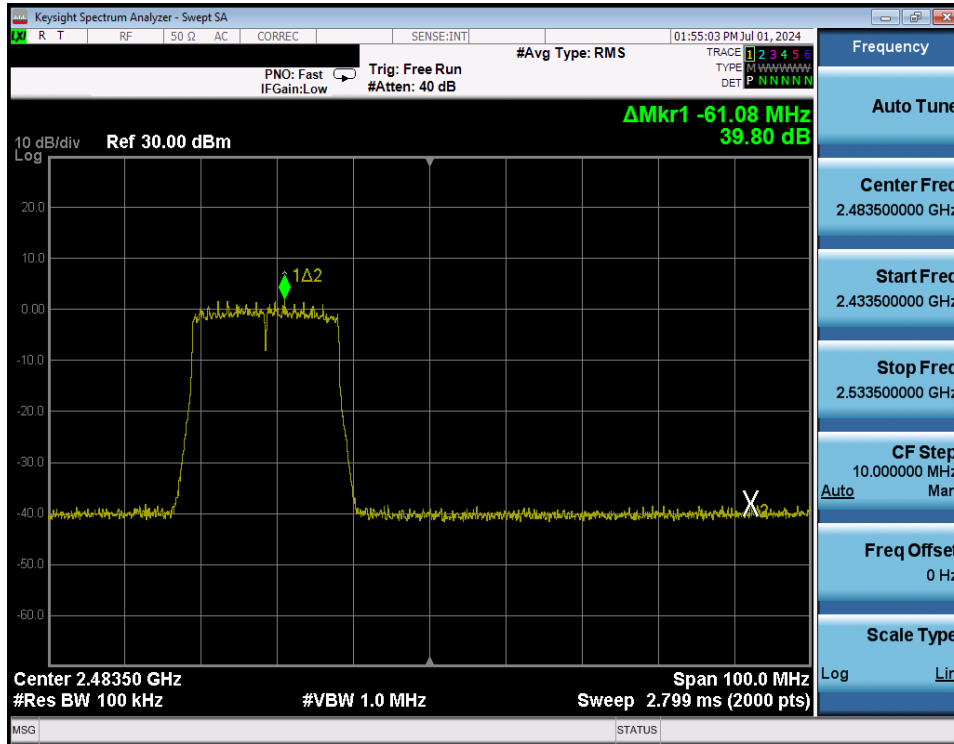 Keysight Spectrum Analyzer - Swept SA
LXI R T RF 50 Ω AC CORREC SENSE:INT 01:55:03 PM Jul 01, 2024
#Avg Type: RMS
TRACE 1 2 3 4 5 6
TYPE M W W W W W
DET P N N N N N
PNO: Fast
IFGain:Low
Trig: Free Run
#Atten: 40 dB
ΔMkr1 -61.08 MHz
39.80 dB
10 dB/div
Log
Ref 30.00 dBm
20.0
10.0
0.00
-10.0
-20.0
-30.0
-40.0
-50.0
-60.0
1Δ2
X2
Center 2.48350 GHz
Span 100.0 MHz
#Res BW 100 kHz
#VBW 1.0 MHz
Sweep 2.799 ms (2000 pts)
MSG
STATUS
Frequency
Auto Tune
Center Freq
2.483500000 GHz
Start Freq
2.433500000 GHz
Stop Freq
2.533500000 GHz
CF Step
10.000000 MHz
Auto Man
Freq Offset
0 Hz
Scale Type
Log Lin